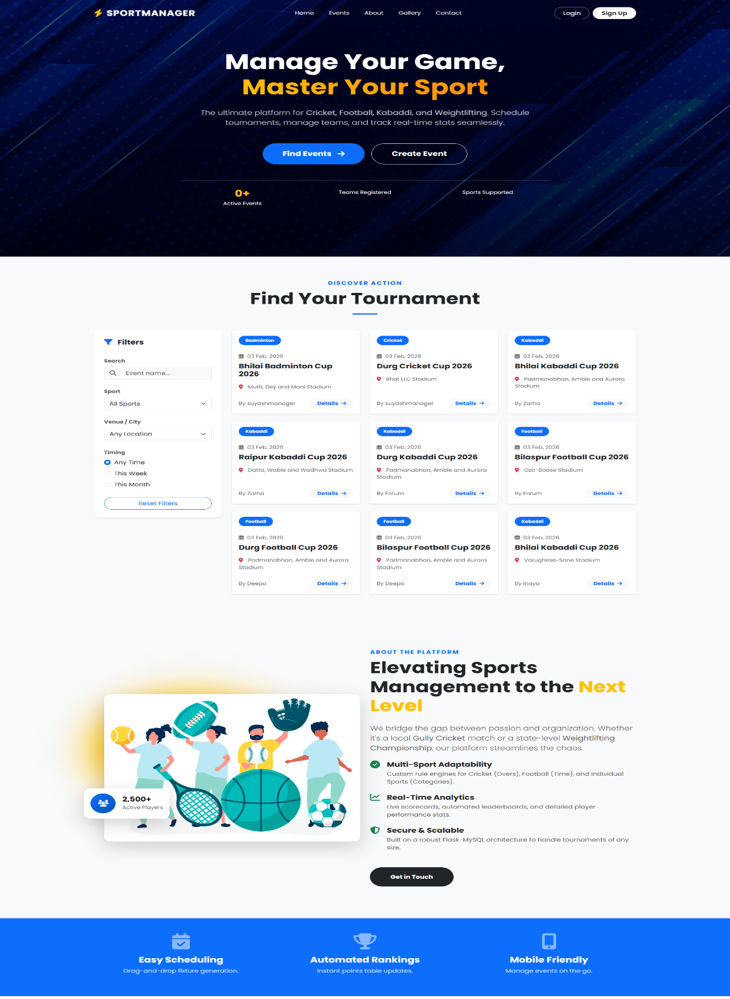 SPORTMANAGER
Home Events About Gallery Contact
Login Sign Up
Manage Your Game,
Master Your Sport
The ultimate platform for Cricket, Football, Kabaddi, and Weightlifting. Schedule
tournaments, manage teams, and track real-time stats seamlessly.
Find Events →
Create Event
0+
Active Events
Teams Registered
Sports Supported
DISCOVER ACTION
Find Your Tournament
Filters
Search
Event name...
Sport
All Sports
Venue / City
Any Location
Timing
Any Time
This Week
This Month
Reset Filters
Badminton
03 Feb, 2026
Bhilai Badminton Cup
2026
Mutti, Dey and Mani Stadium
By suyashmanager Details →
Cricket
03 Feb, 2026
Durg Cricket Cup 2026
Bhat LLC Stadium
By suyashmanager Details →
Kabaddi
03 Feb, 2026
Bhilai Kabaddi Cup 2026
Padmanabhan, Amble and Aurora
Stadium
By Zarna Details →
Kabaddi
03 Feb, 2026
Raipur Kabaddi Cup 2026
Datta, Wable and Wadhwa Stadium
By Zarna Details →
Kabaddi
03 Feb, 2026
Durg Kabaddi Cup 2026
Padmanabhan, Amble and Aurora
Stadium
By Forum Details →
Football
03 Feb, 2026
Bilaspur Football Cup 2026
Oza-Boase Stadium
By Forum Details →
Football
03 Feb, 2026
Durg Football Cup 2026
Padmanabhan, Amble and Aurora
Stadium
By Deepa Details →
Football
03 Feb, 2026
Bilaspur Football Cup 2026
Padmanabhan, Amble and Aurora
Stadium
By Deepa Details →
Kabaddi
03 Feb, 2026
Bhilai Kabaddi Cup 2026
Varughese-Sane Stadium
By Inaya Details →
2,500+
Active Players
ABOUT THE PLATFORM
Elevating Sports
Management to the Next
Level
We bridge the gap between passion and organization. Whether
it's a local Gully Cricket match or a state-level Weightlifting
Championship, our platform streamlines the chaos.
Multi-Sport Adaptability
Custom rule engines for Cricket (Overs), Football (Time), and Individual
Sports (Categories).
Real-Time Analytics
Live scorecards, automated leaderboards, and detailed player
performance stats.
Secure & Scalable
Built on a robust Flask-MySQL architecture to handle tournaments of any
size.
Get in Touch
Easy Scheduling
Drag-and-drop fixture generation.
Automated Rankings
Instant points table updates.
Mobile Friendly
Manage events on the go.